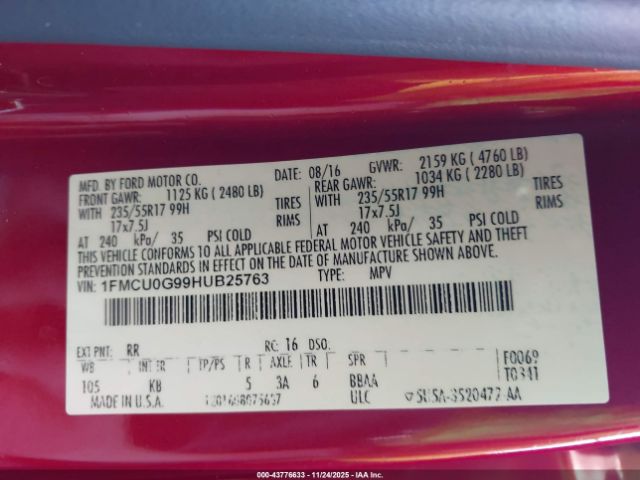 MFD. BY FORD MOTOR CO. DATE: 08/16 GVWR: 2159 KG ( 4760 LB)
FRONT GAWR: 1125 KG ( 2480 LB) REAR GAWR: 1034 KG ( 2280 LB)
WITH 235/55R17 99H TIRES WITH 235/55R17 99H TIRES
17x7.5J RIMS 17x7.5J RIMS
AT 240 kPa/ 35 PSI COLD AT 240 kPa/ 35 PSI COLD
THIS VEHICLE CONFORMS TO ALL APPLICABLE FEDERAL MOTOR VEHICLE SAFETY AND THEFT
PREVENTION STANDARDS IN EFFECT ON THE DATE OF MANUFACTURE SHOWN ABOVE.
VIN: 1FMCU0G99HUB25763 TYPE: MPV
EXT PNT: RR RC: 16 DSO: F0069
WB INT TR TP/PS R AXLE TR SPR T0341
105 KB 5 3A 6 BBAA
MADE IN U.S.A. ULC
000-43776633 - 11/24/2025 - IAA Inc.